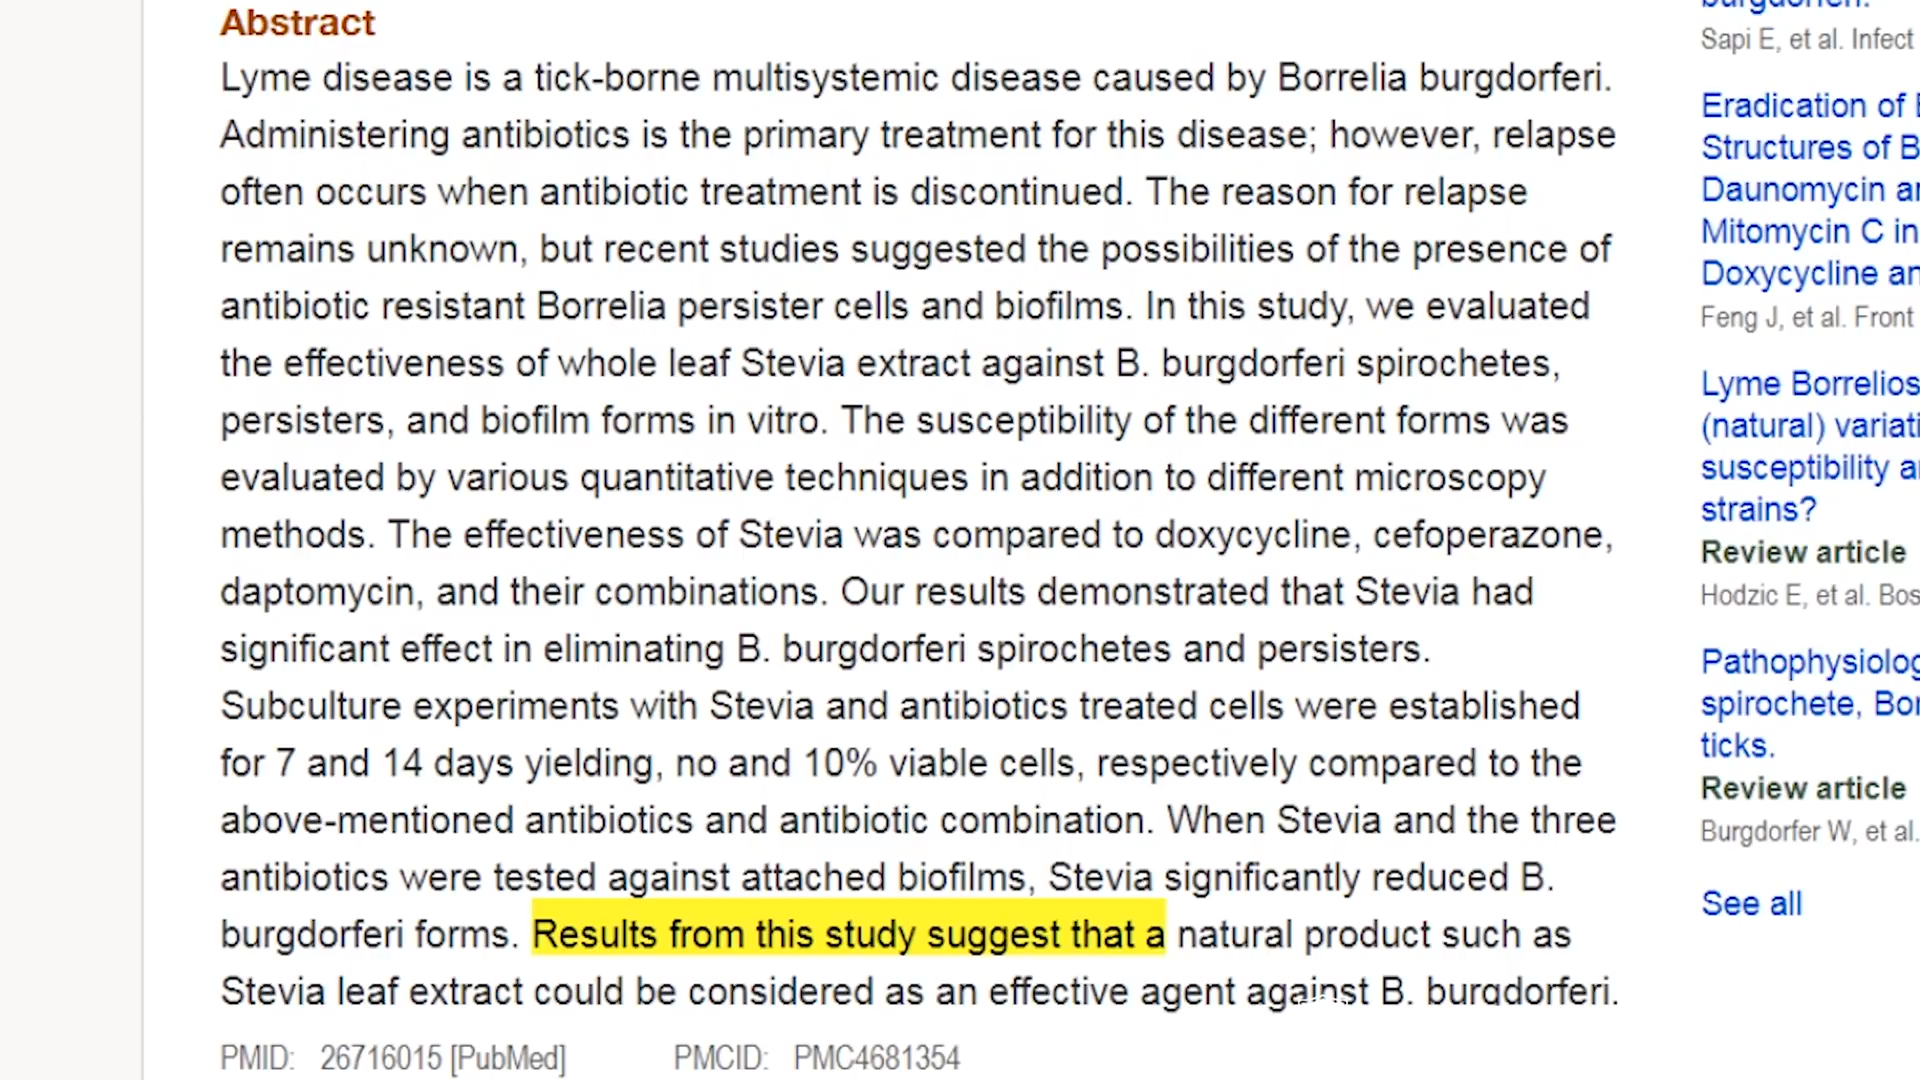 Abstract
Lyme disease is a tick-borne multisystemic disease caused by Borrelia burgdorferi.
Administering antibiotics is the primary treatment for this disease; however, relapse
often occurs when antibiotic treatment is discontinued. The reason for relapse
remains unknown, but recent studies suggested the possibilities of the presence of
antibiotic resistant Borrelia persister cells and biofilms. In this study, we evaluated
the effectiveness of whole leaf Stevia extract against B. burgdorferi spirochetes,
persisters, and biofilm forms in vitro. The susceptibility of the different forms was
evaluated by various quantitative techniques in addition to different microscopy
methods. The effectiveness of Stevia was compared to doxycycline, cefoperazone,
daptomycin, and their combinations. Our results demonstrated that Stevia had
significant effect in eliminating B. burgdorferi spirochetes and persisters.
Subculture experiments with Stevia and antibiotics treated cells were established
for 7 and 14 days yielding, no and 10% viable cells, respectively compared to the
above-mentioned antibiotics and antibiotic combination. When Stevia and the three
antibiotics were tested against attached biofilms, Stevia significantly reduced B.
burgdorferi forms. Results from this study suggest that a natural product such as
Stevia leaf extract could be considered as an effective agent against B. burgdorferi.
PMID: 26716015 [PubMed] PMCID: PMC4681354
burgdorferi.
Sapi E, et al. Infect
Eradication of
Structures of B
Daunomycin
Mitomycin C in
Doxycycline
Feng J, et al. Front
Lyme
(natural)
susceptibility
strains?
Review article
Hodzic E, et al. Bos
spirochete,
ticks.
Review article
Burgdorfer W, et al.
See all